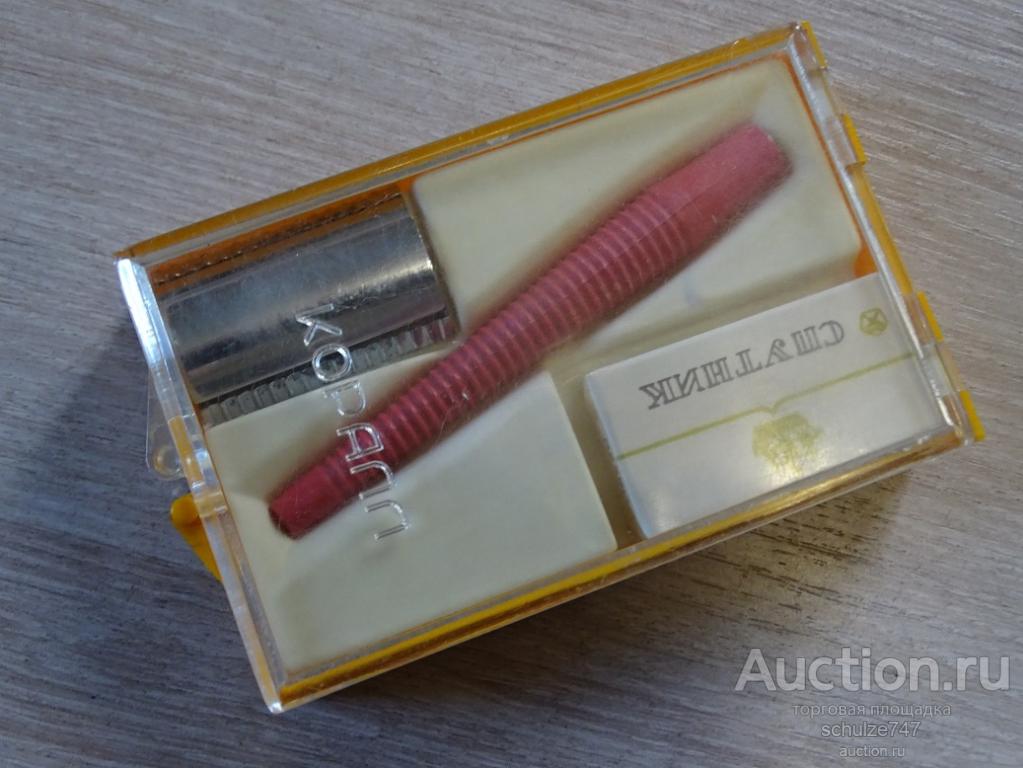 коралл
СПУТНИК
Auction.ru
торговая площадка
schulze747
auction.ru